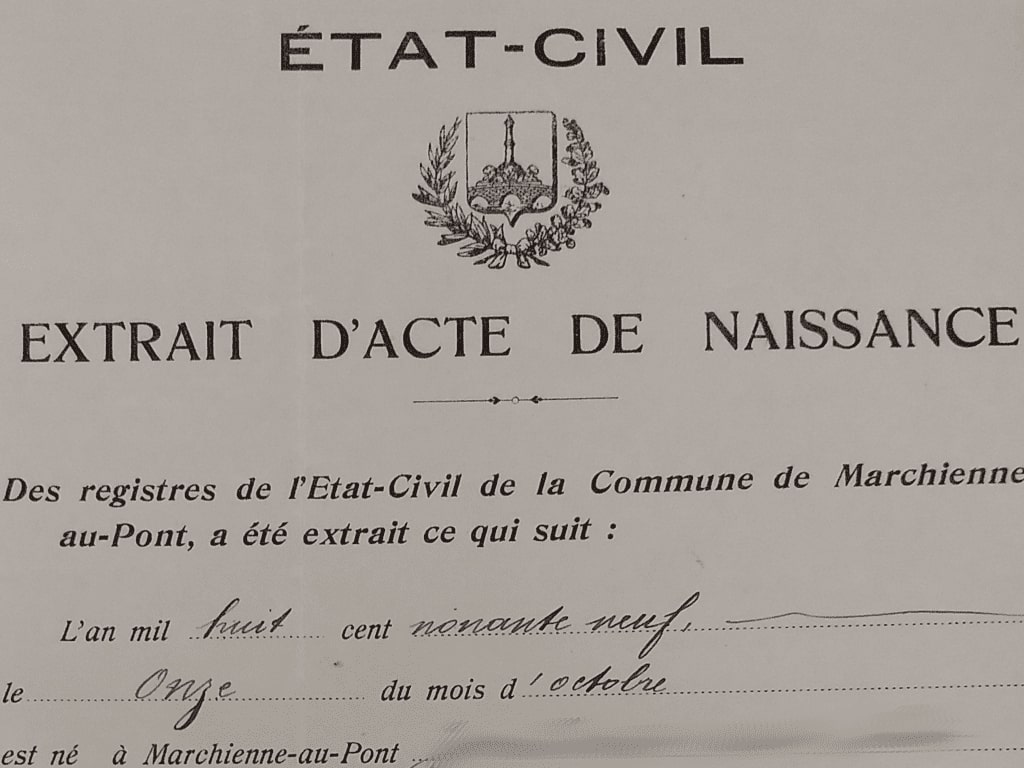 ÉTAT-CIVIL
EXTRAIT D'ACTE DE NAISSANCE
Des registres de l'Etat-Civil de la Commune de Marchienne
au-Pont, a été extrait ce qui suit :
L'an mil huit cent nonante neuf,
le Onze du mois d'octobre
est né à Marchienne-au-Pont